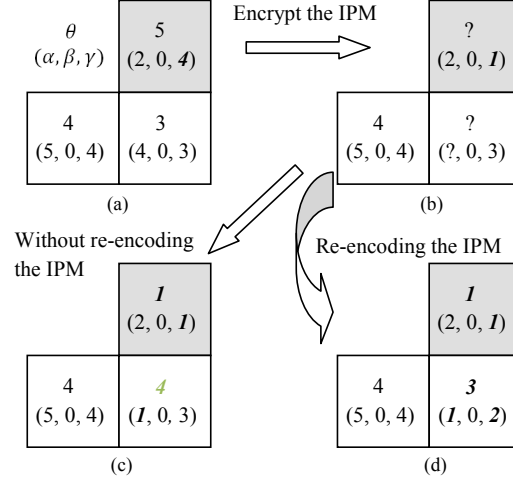 θ
(α, β, γ)
5
(2, 0, 4)
4
(5, 0, 4)
3
(4, 0, 3)
(a)
Encrypt the IPM
?
(2, 0, 1)
4
(5, 0, 4)
?
(?, 0, 3)
(b)
Without re-encoding
the IPM
Re-encoding the IPM
1
(2, 0, 1)
4
(5, 0, 4)
4
(1, 0, 3)
(c)
1
(2, 0, 1)
4
(5, 0, 4)
3
(1, 0, 2)
(d)